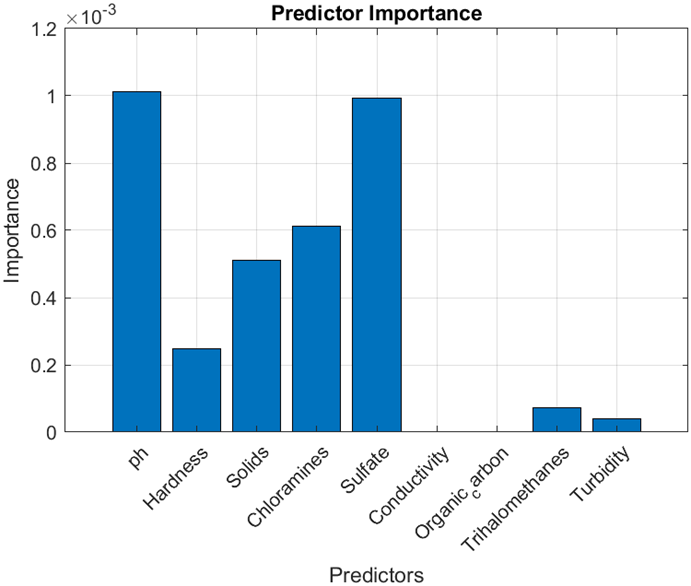 Predictor Importance
×10-3
1.2
1
0.8
0.6
0.4
0.2
0
Importance
ph
Hardness
Solids
Chloramines
Sulfate
Conductivity
Organiccarbon
Trihalomethanes
Turbidity
Predictors